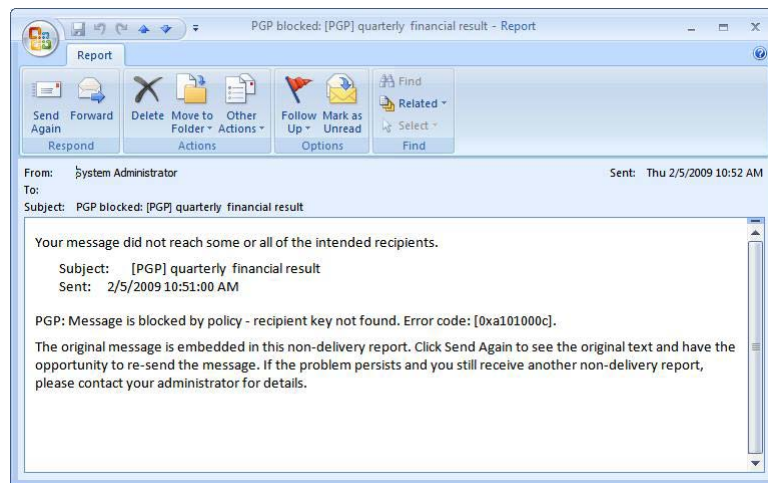 PGP blocked: [PGP] quarterly financial result - Report
Report
Send Again
Forward
Delete
Move to Folder
Other Actions
Follow Up
Mark as Unread
Find
Related
Select
Respond
Actions
Options
Find
From: System Administrator
Sent: Thu 2/5/2009 10:52 AM
To:
Subject: PGP blocked: [PGP] quarterly financial result
Your message did not reach some or all of the intended recipients.
Subject: [PGP] quarterly financial result
Sent: 2/5/2009 10:51:00 AM
PGP: Message is blocked by policy - recipient key not found. Error code: [0xa101000c].
The original message is embedded in this non-delivery report. Click Send Again to see the original text and have the
opportunity to re-send the message. If the problem persists and you still receive another non-delivery report,
please contact your administrator for details.